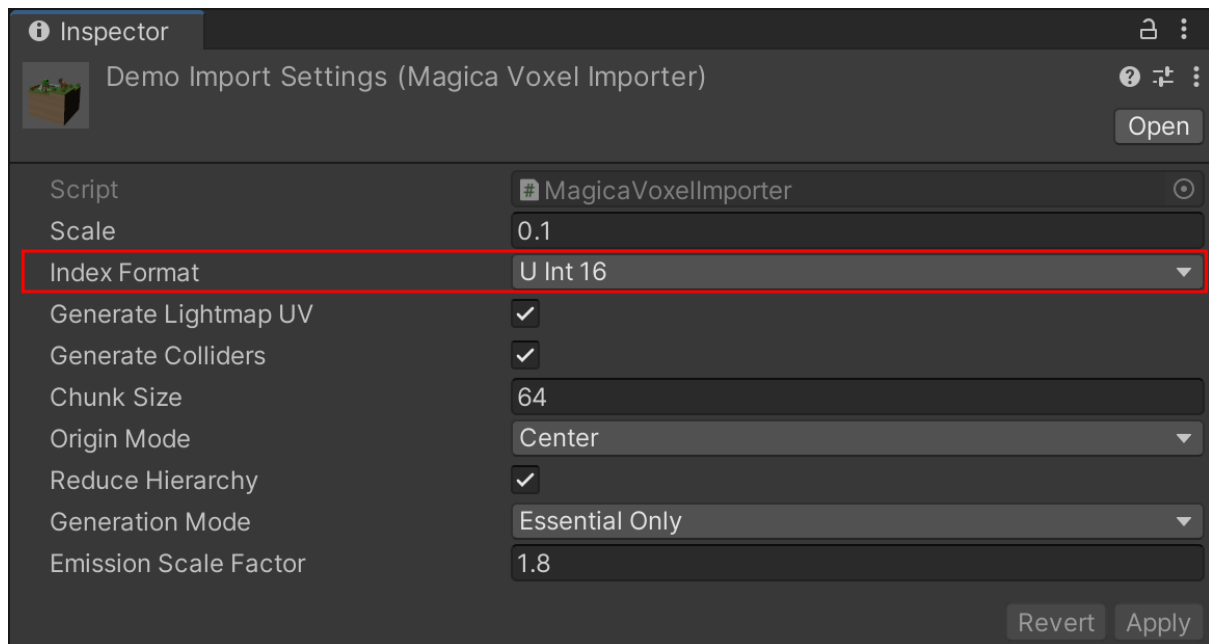 Inspector
Demo Import Settings (Magica Voxel Importer)
Open
Script # MagicaVoxelImporter
Scale 0.1
Index Format U Int 16
Generate Lightmap UV
Generate Colliders
Chunk Size 64
Origin Mode Center
Reduce Hierarchy
Generation Mode Essential Only
Emission Scale Factor 1.8
Revert Apply